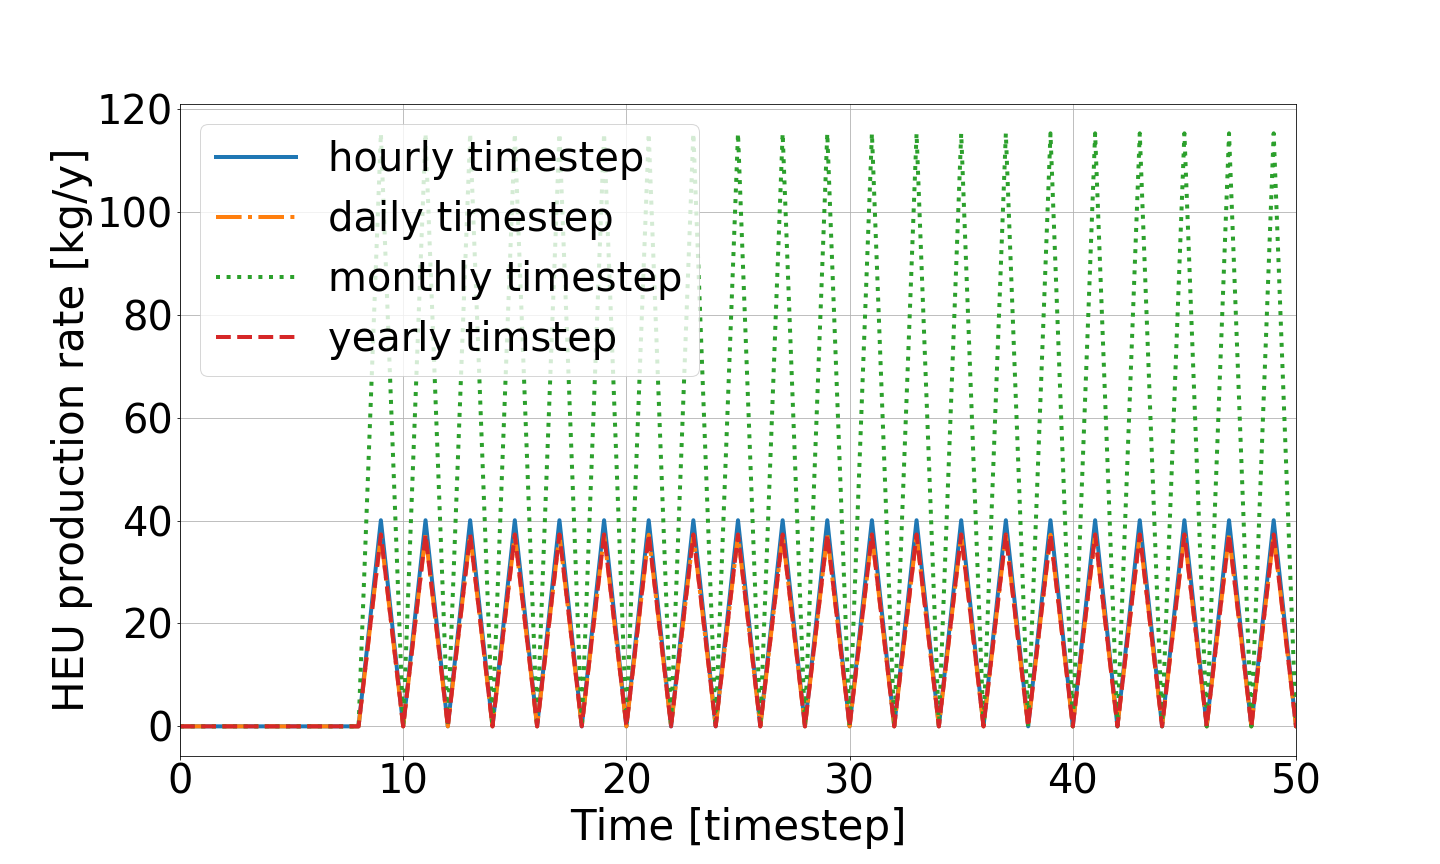 HEU production rate [kg/y]
120
100
80
60
40
20
0
hourly timestep
daily timestep
monthly timestep
yearly timstep
0 10 20 30 40 50
Time [timestep]